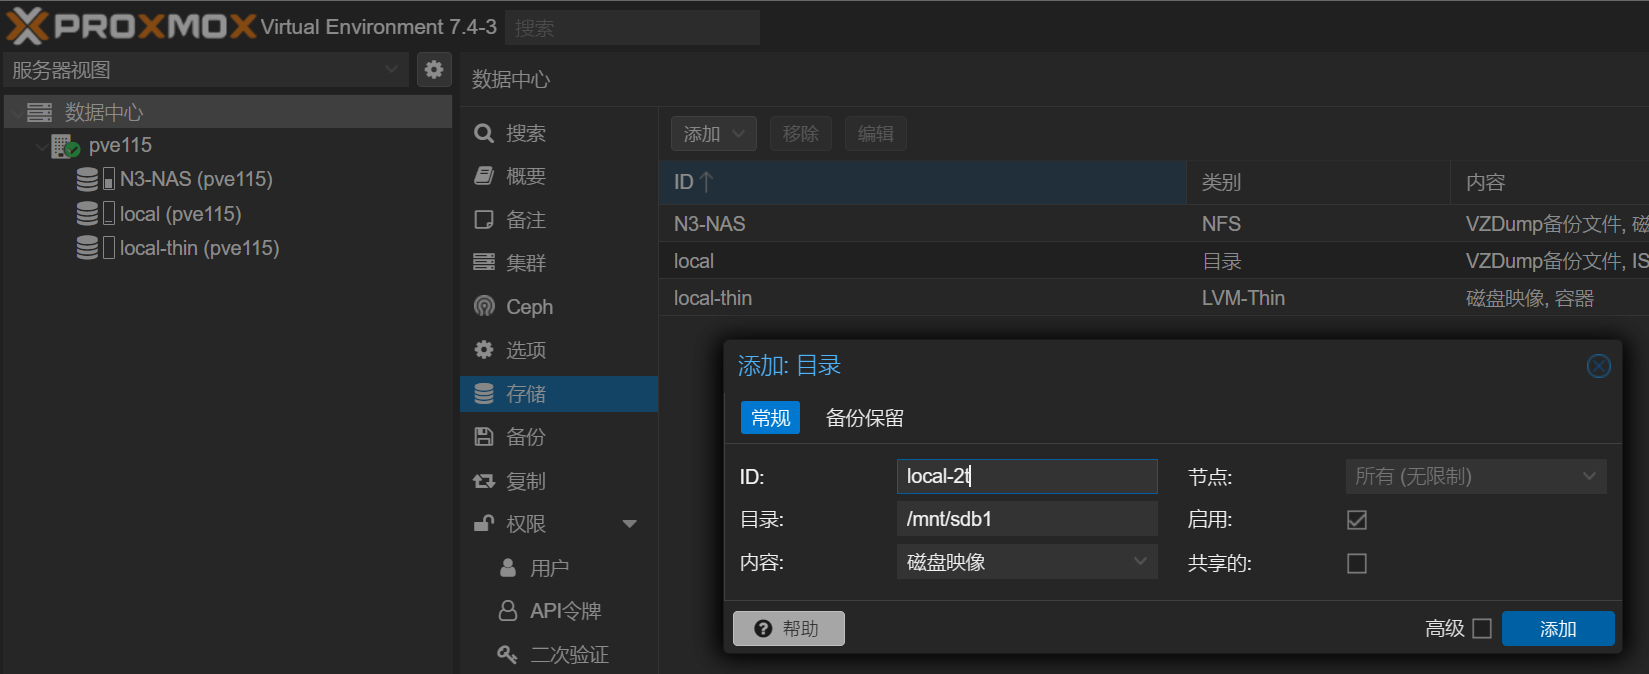 PROXMOX Virtual Environment 7.4-3 搜索
服务器视图
数据中心
pve115
N3-NAS (pve115)
local (pve115)
local-thin (pve115)
数据中心
搜索
概要
备注
集群
Ceph
选项
存储
备份
复制
权限
用户
API令牌
二次验证
添加 移除 编辑
ID 类别 内容
N3-NAS NFS VZDump备份文件, 磁
local 目录 VZDump备份文件, IS
local-thin LVM-Thin 磁盘映像, 容器
添加: 目录
常规 备份保留
ID: local-2t 节点: 所有 (无限制)
目录: /mnt/sdb1 启用:
内容: 磁盘映像 共享的:
帮助 高级 添加